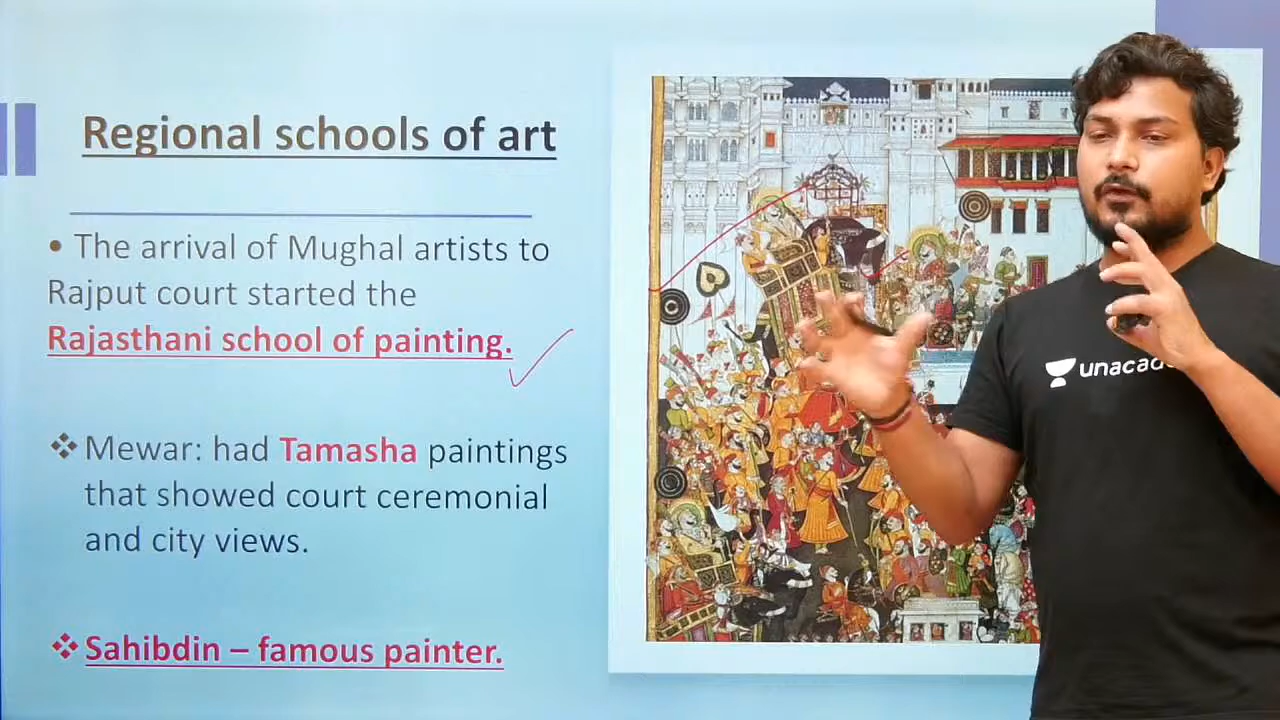 Regional schools of art
• The arrival of Mughal artists to
Rajput court started the
Rajasthani school of painting.
❖ Mewar: had Tamasha paintings
that showed court ceremonial
and city views.
❖ Sahibdin – famous painter.